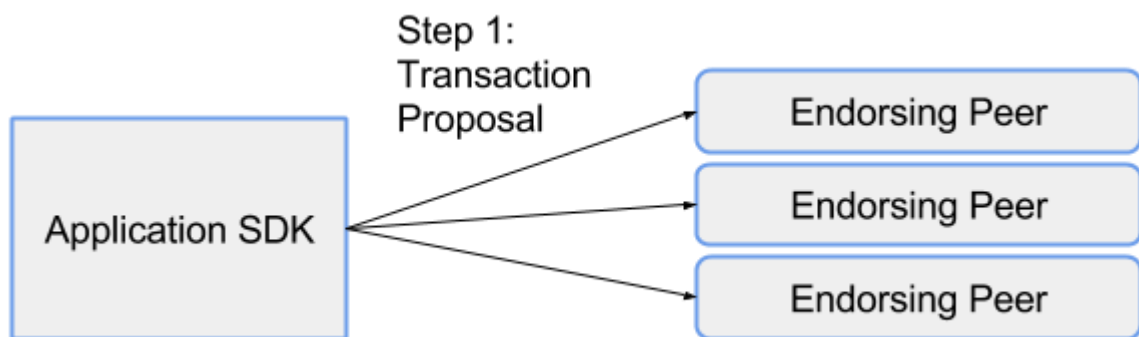 Step 1:
Transaction
Proposal
Application SDK
Endorsing Peer
Endorsing Peer
Endorsing Peer